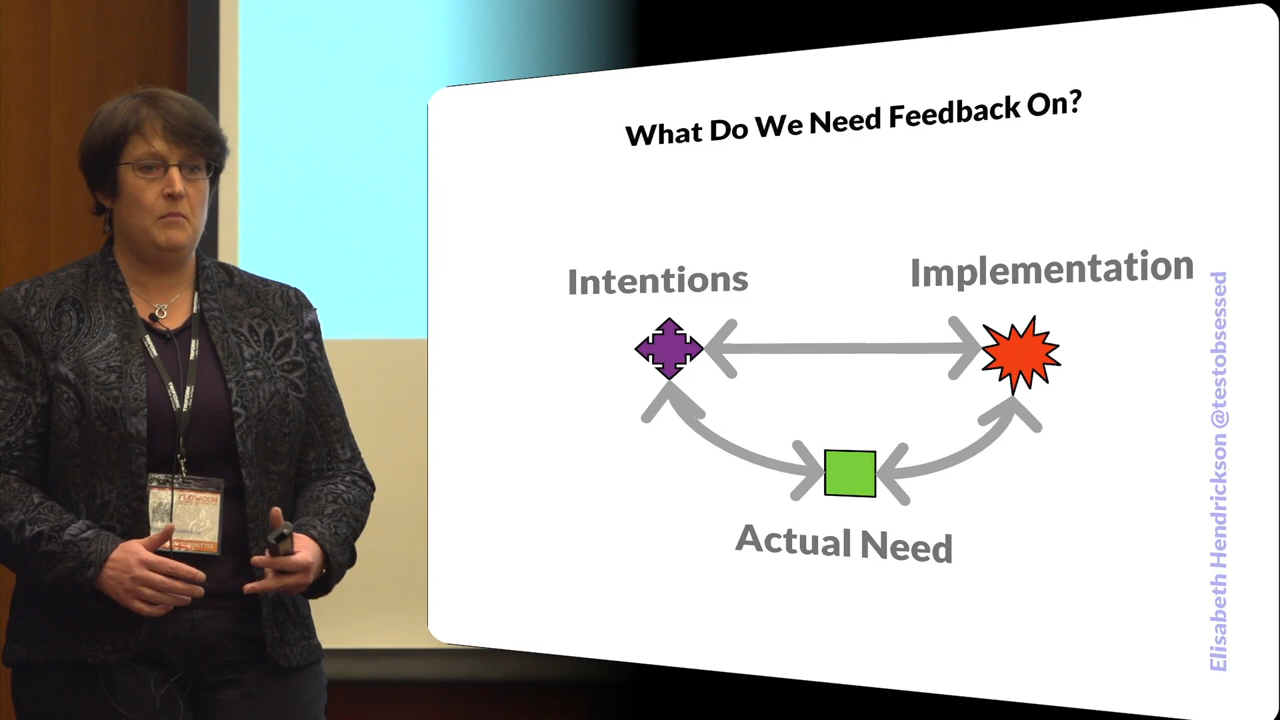 What Do We Need Feedback On?
Intentions
Implementation
Actual Need
Elisabeth Hendrickson @testobsessed